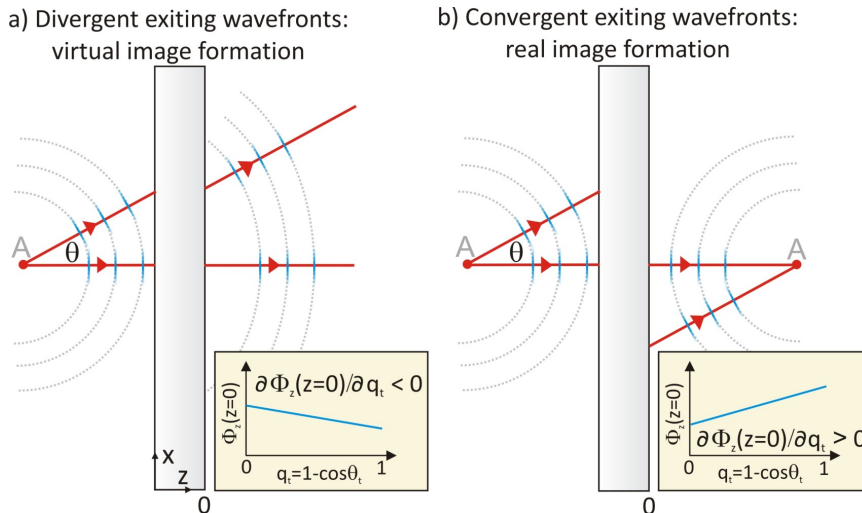 a) Divergent exiting wavefronts:
virtual image formation
A
θ
x
z
0
∂Φz(z=0)/∂qt < 0
Φz(z=0)
0
qt=1-cosθt
1
b) Convergent exiting wavefronts:
real image formation
A
θ
A
0
Φz(z=0)
∂Φz(z=0)/∂qt > 0
0
qt=1-cosθt
1